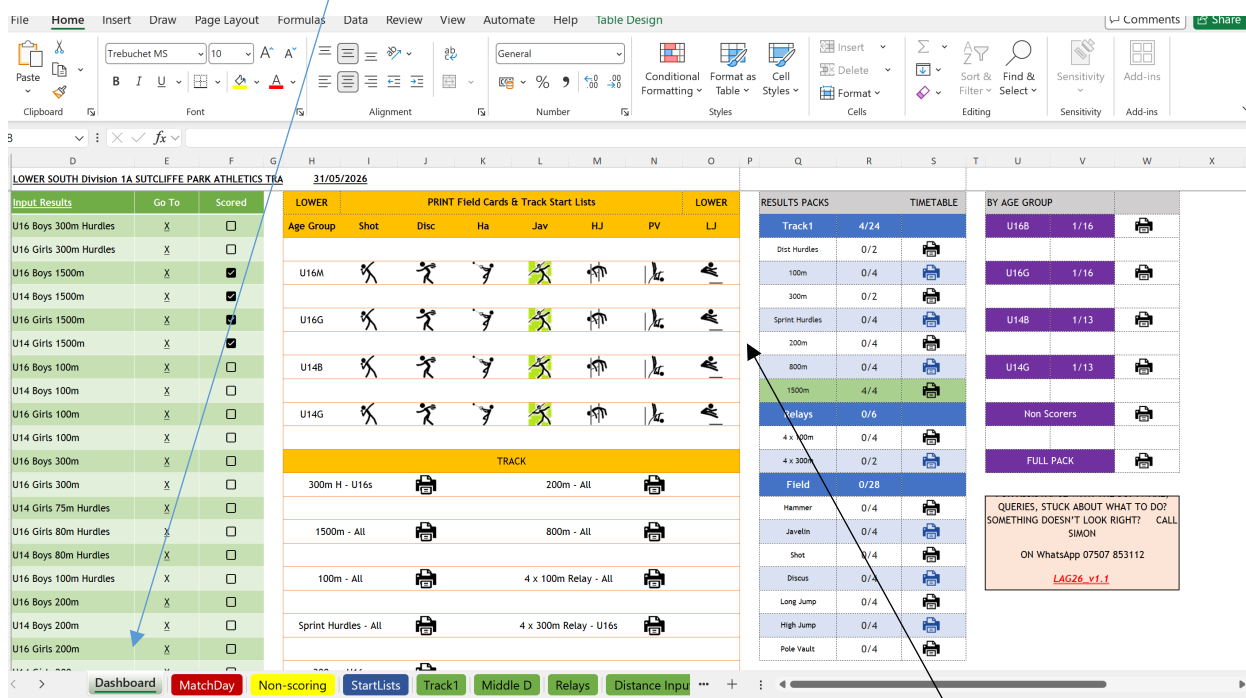 File Home Insert Draw Page Layout Formulas Data Review View Automate Help Table Design Comments Share
Trebuchet MS 10 General Insert
Paste Conditional Formatting Format as Table Cell Styles Delete Format Sort & Filter Find & Select Sensitivity Add-ins
Clipboard Font Alignment Number Styles Cells Editing Sensitivity Add-ins
fx
D E F G H I J K L M N O P Q R S T U V W X
LOWER SOUTH Division 1A SUTCLIFFE PARK ATHLETICS TRA 31/05/2026
Input Results Go To Scored LOWER PRINT Field Cards & Track Start Lists LOWER RESULTS PACKS TIMETABLE BY AGE GROUP
U16 Boys 300m Hurdles X Age Group Shot Disc Ha Jav HJ PV LJ Track1 4/24 U16B 1/16
U16 Girls 300m Hurdles X Dist Hurdles 0/2
U16 Boys 1500m X U16M 100m 0/4 U16G 1/16
U14 Boys 1500m X 300m 0/2
U16 Girls 1500m X U16G Sprint Hurdles 0/4 U14B 1/13
U14 Girls 1500m X 200m 0/4
U16 Boys 100m X U14B 800m 0/4 U14G 1/13
U14 Boys 100m X 1500m 4/4
U16 Girls 100m X U14G Relays 0/6 Non Scorers
U14 Girls 100m X 4 x 100m 0/4
U16 Boys 300m X TRACK 4 x 300m 0/2 FULL PACK
U16 Girls 300m X 300m H - U16s 200m - All Field 0/28
U14 Girls 75m Hurdles X Hammer 0/4 QUERIES, STUCK ABOUT WHAT TO DO?
U16 Girls 80m Hurdles X 1500m - All 800m - All Javelin 0/4 SOMETHING DOESN'T LOOK RIGHT? CALL SIMON
U14 Boys 80m Hurdles X Shot 0/4 ON WhatsApp 07507 853112
U16 Boys 100m Hurdles X 100m - All 4 x 100m Relay - All Discus 0/4 LAG26_v1.1
U16 Boys 200m X Long Jump 0/4
U14 Boys 200m X Sprint Hurdles - All 4 x 300m Relay - U16s High Jump 0/4
U16 Girls 200m X Pole Vault 0/4
Dashboard MatchDay Non-scoring StartLists Track1 Middle D Relays Distance Inpu